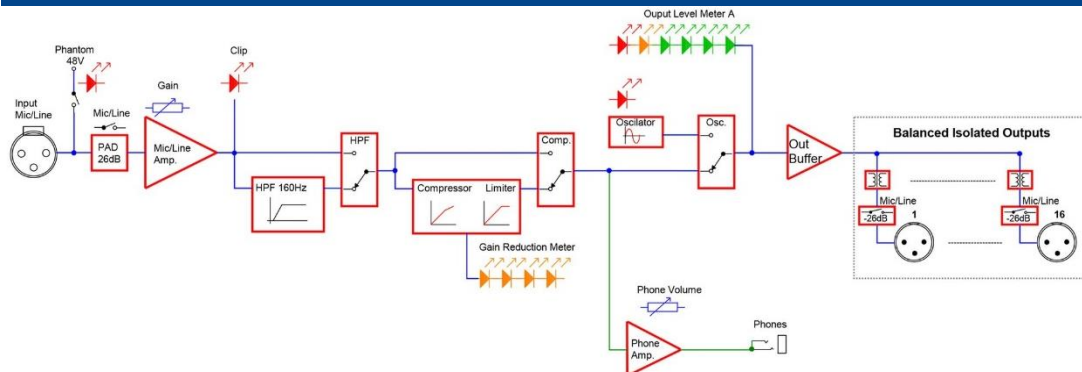 Ouput Level Meter A
Phantom
48V
Clip
Gain
Input
Mic/Line
Mic/Line
PAD
26dB
Mic/Line
Amp.
HPF
HPF 160Hz
Comp.
Compressor
Limiter
Gain Reduction Meter
Oscilator
Osc.
Out
Buffer
Balanced Isolated Outputs
Mic/Line
-26dB
1
Mic/Line
-26dB
16
Phone Volume
Phone
Amp.
Phones